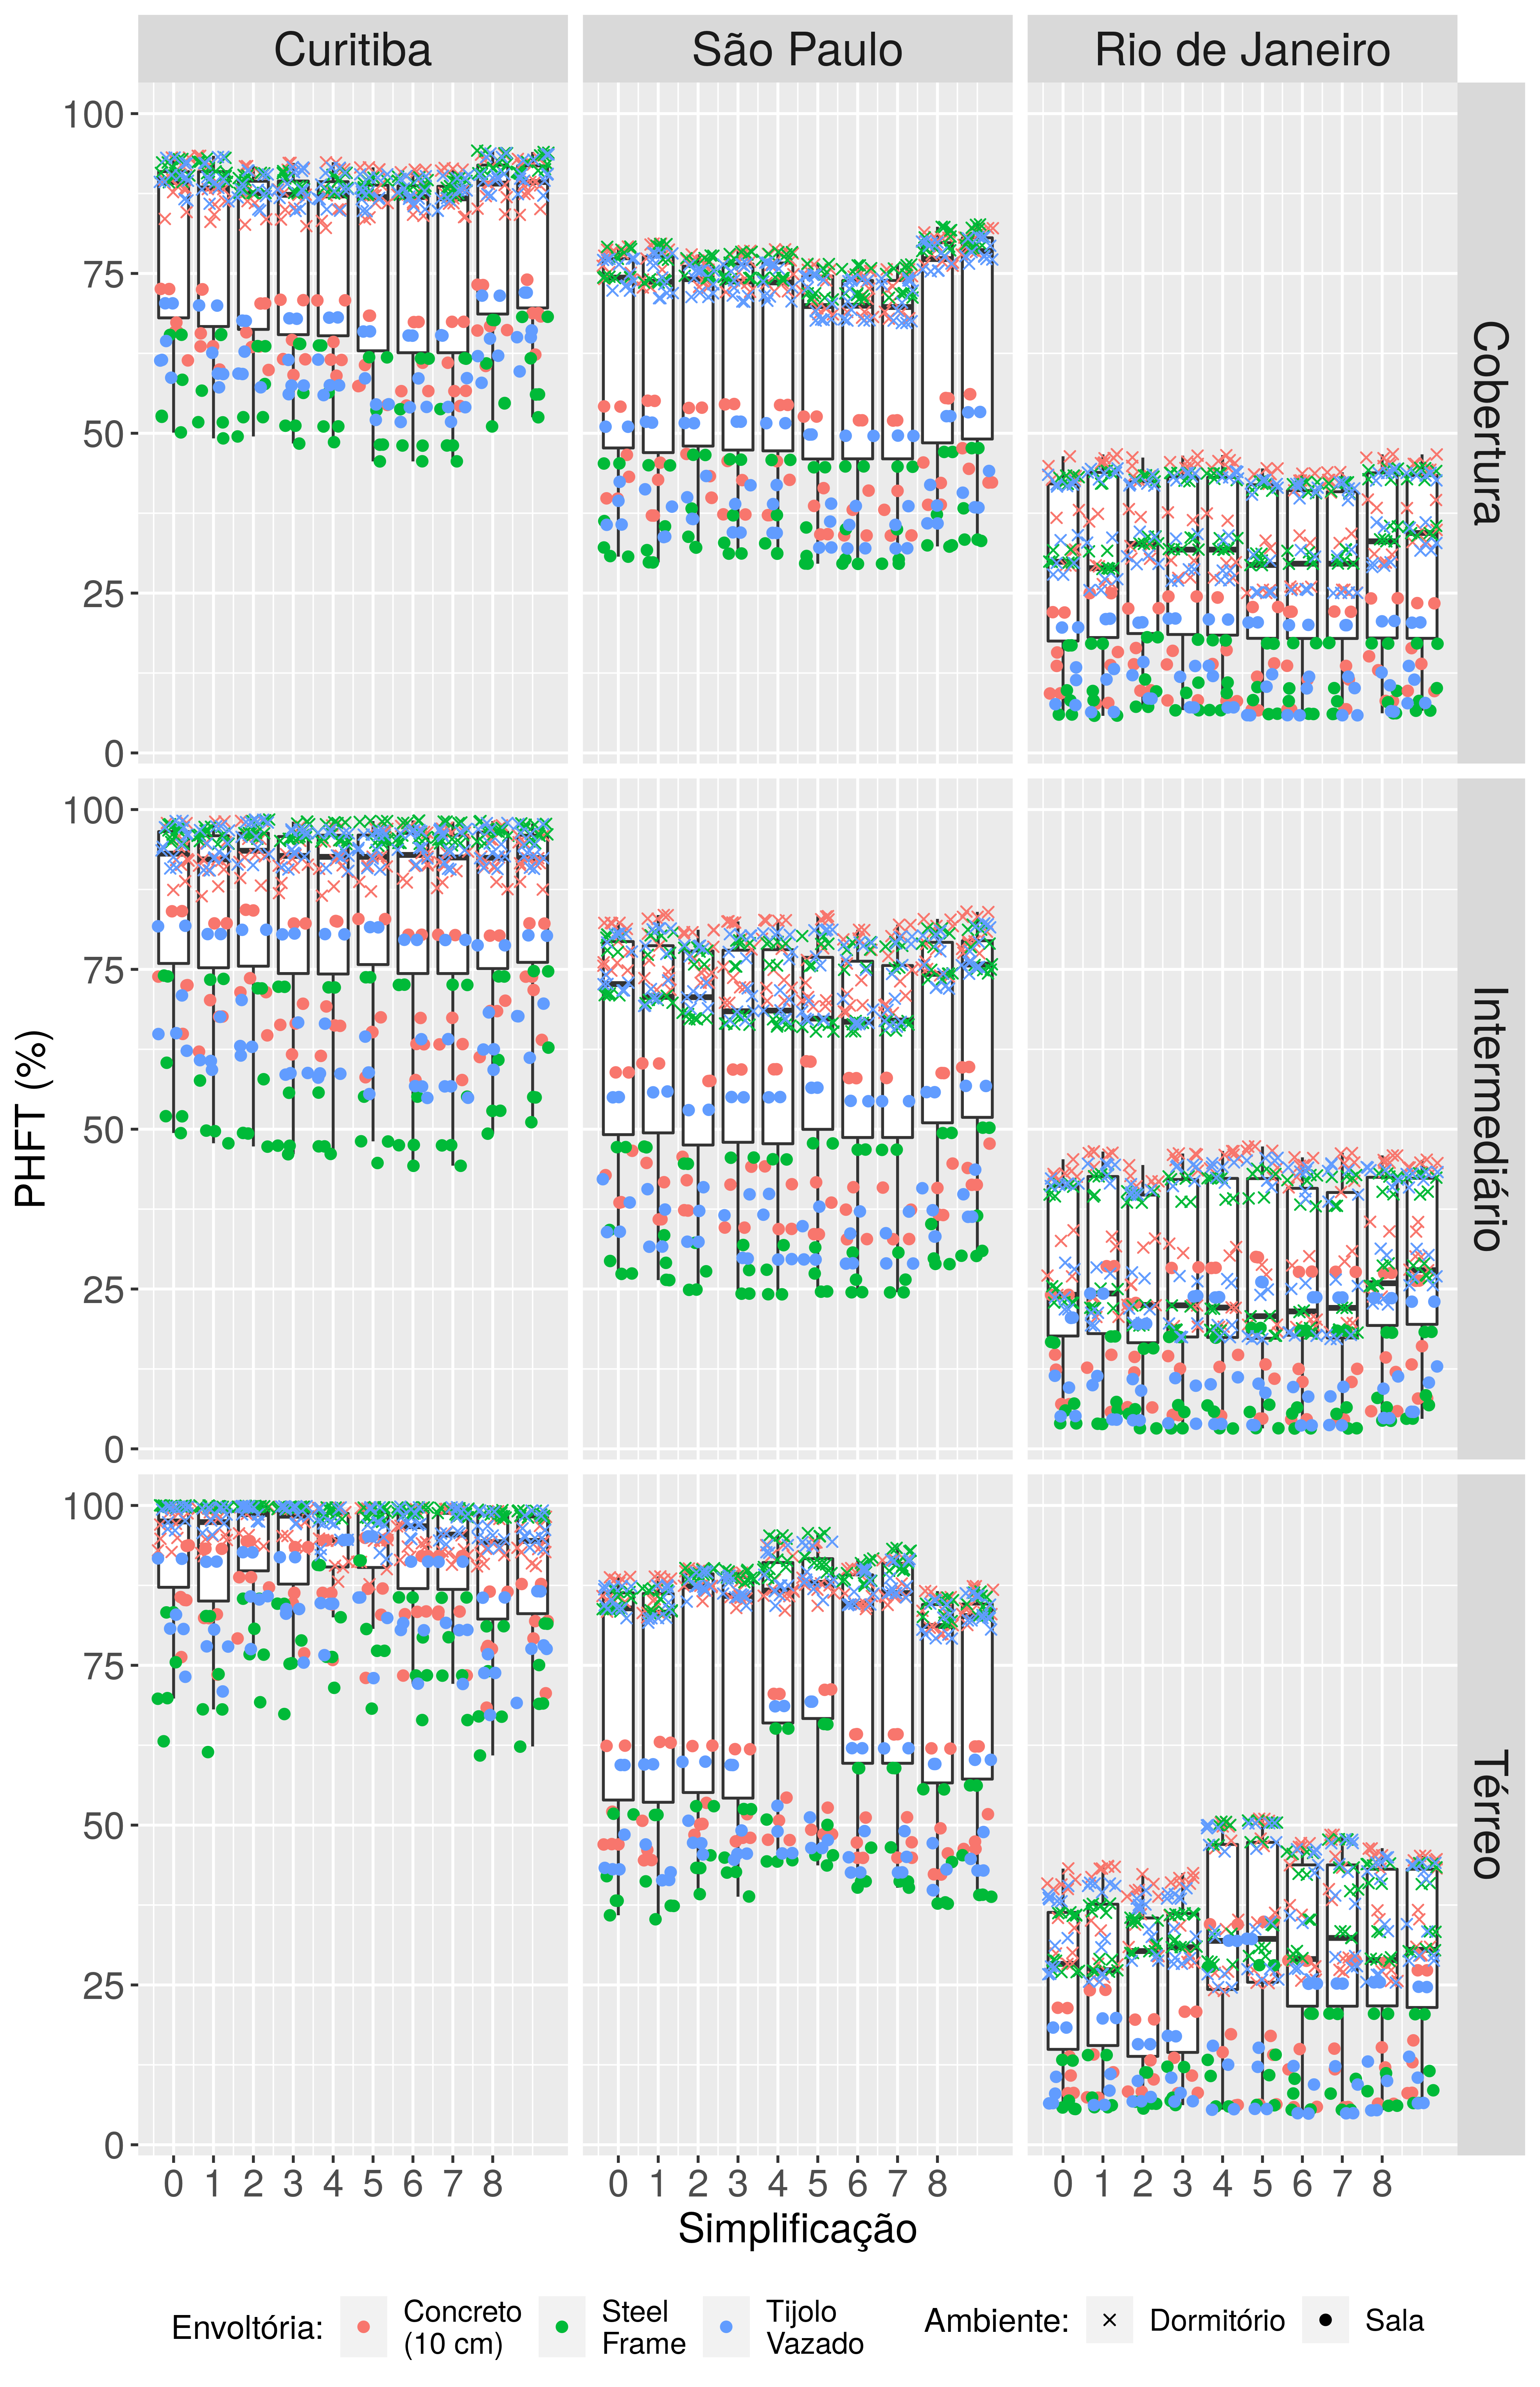 Curitiba
São Paulo
Rio de Janeiro
100
75
50
25
0
Cobertura
100
75
50
25
0
Intermediário
PHFT (%)
100
75
50
25
0
Térreo
0 1 2 3 4 5 6 7 8
0 1 2 3 4 5 6 7 8
0 1 2 3 4 5 6 7 8
Simplificação
Envoltória:
Concreto
(10 cm)
Steel
Frame
Tijolo
Vazado
Ambiente:
Dormitório
Sala